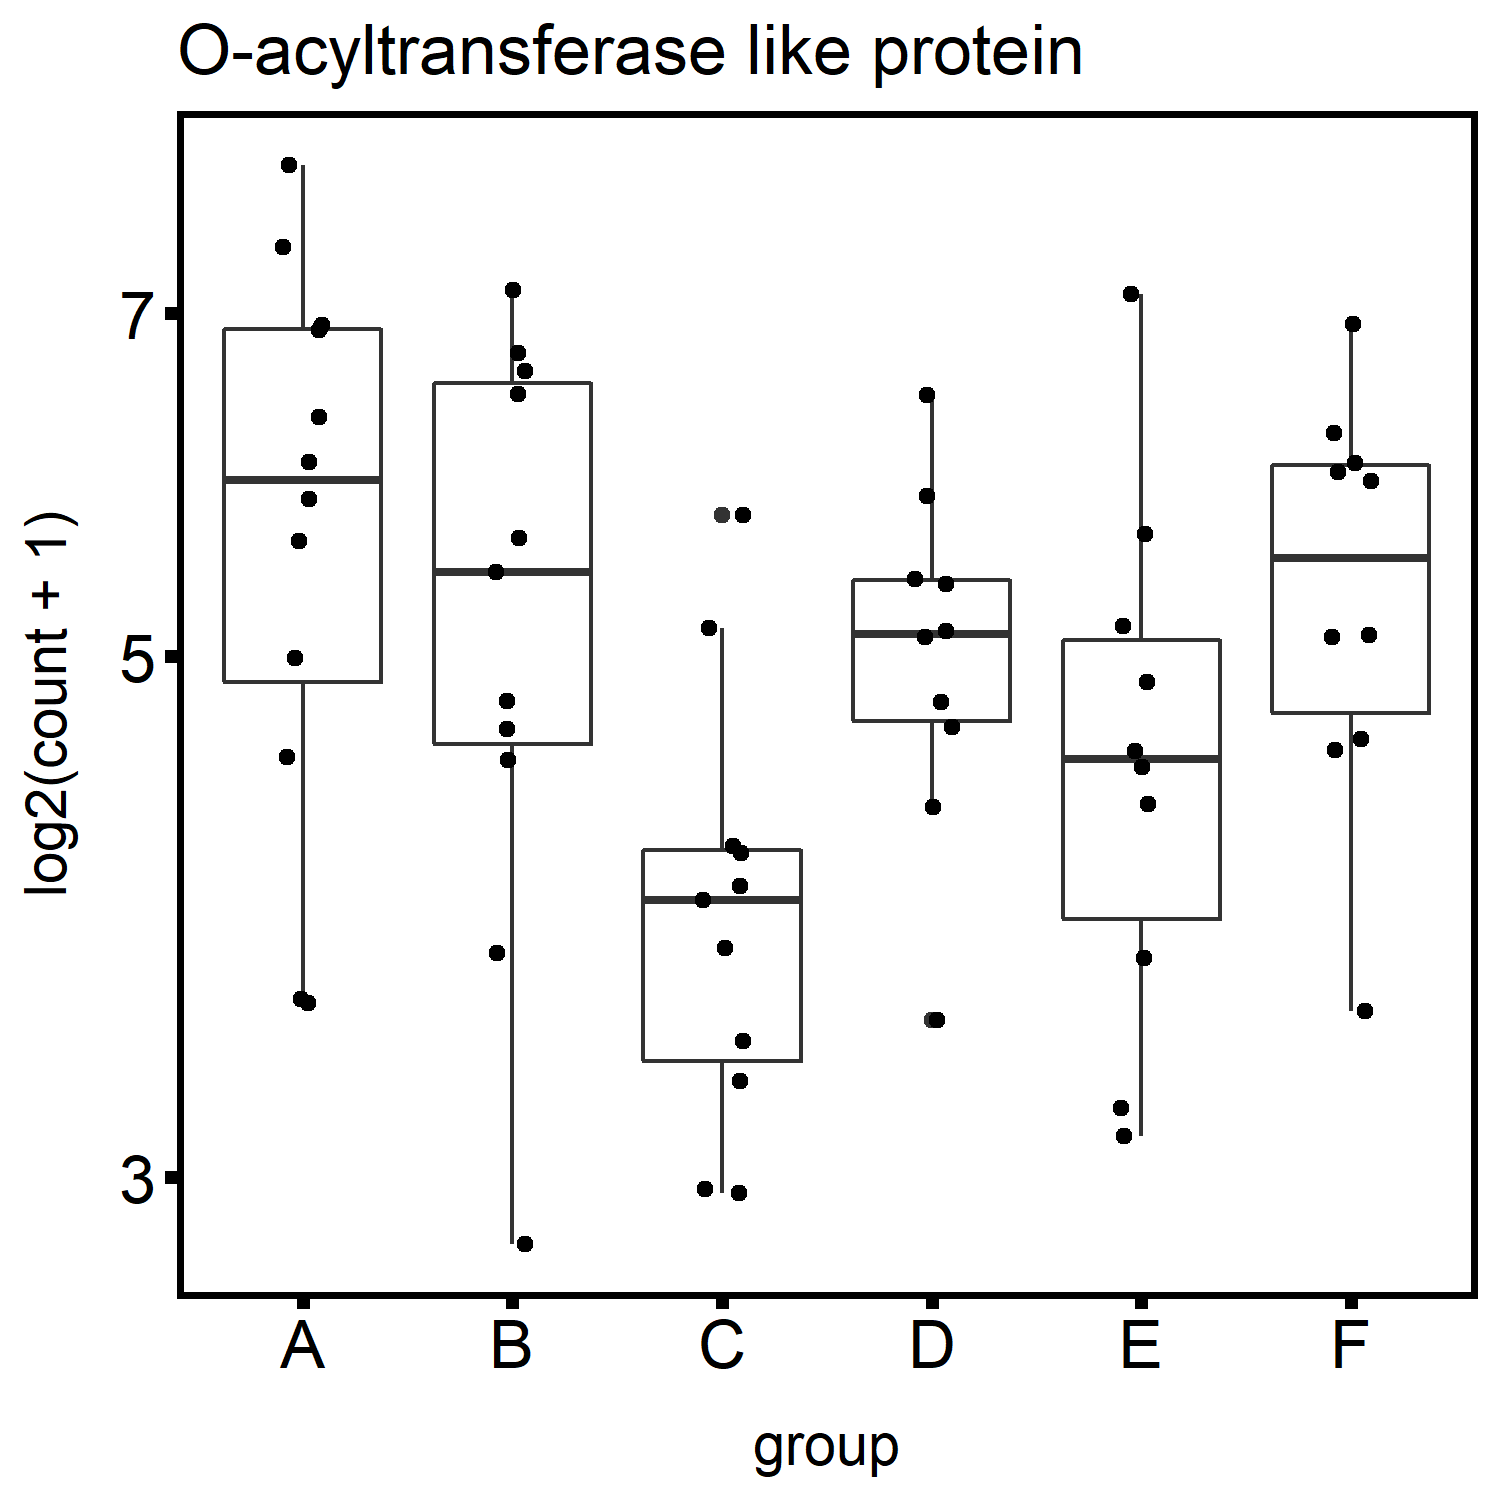 O-acyltransferase like protein
log2(count + 1)
7
5
3
A B C D E F
group